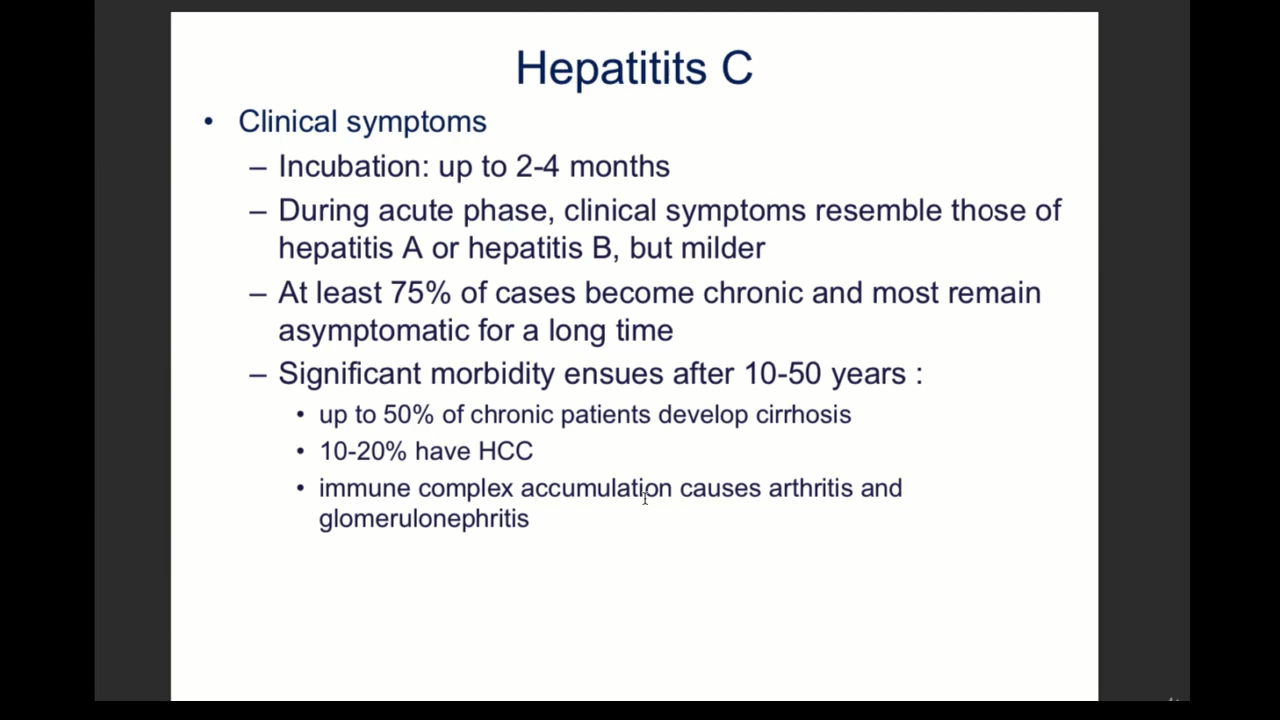 Hepatitits C
• Clinical symptoms
– Incubation: up to 2-4 months
– During acute phase, clinical symptoms resemble those of
hepatitis A or hepatitis B, but milder
– At least 75% of cases become chronic and most remain
asymptomatic for a long time
– Significant morbidity ensues after 10-50 years :
• up to 50% of chronic patients develop cirrhosis
• 10-20% have HCC
• immune complex accumulation causes arthritis and
glomerulonephritis